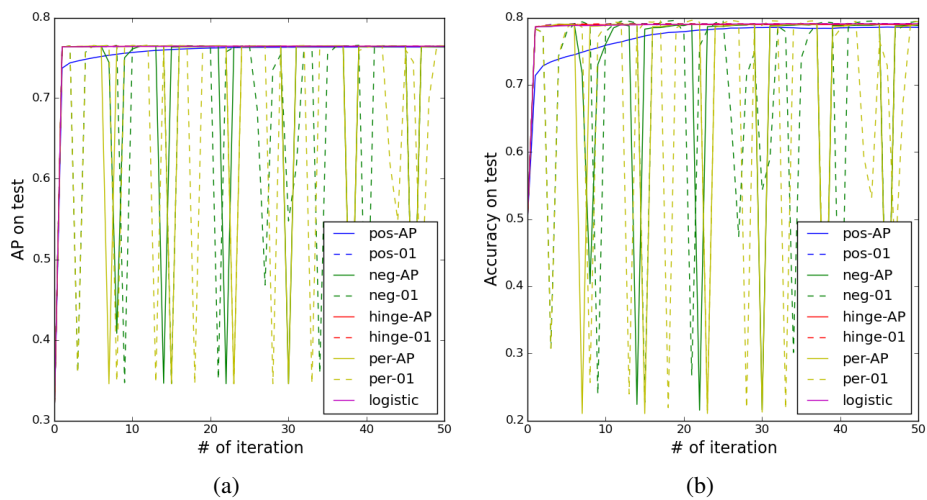 0.8
0.7
0.6
0.5
0.4
0.3
AP on test
0 10 20 30 40 50
# of iteration
pos-AP
pos-01
neg-AP
neg-01
hinge-AP
hinge-01
per-AP
per-01
logistic
(a)
0.8
0.7
0.6
0.5
0.4
0.3
0.2
Accuracy on test
0 10 20 30 40 50
# of iteration
pos-AP
pos-01
neg-AP
neg-01
hinge-AP
hinge-01
per-AP
per-01
logistic
(b)